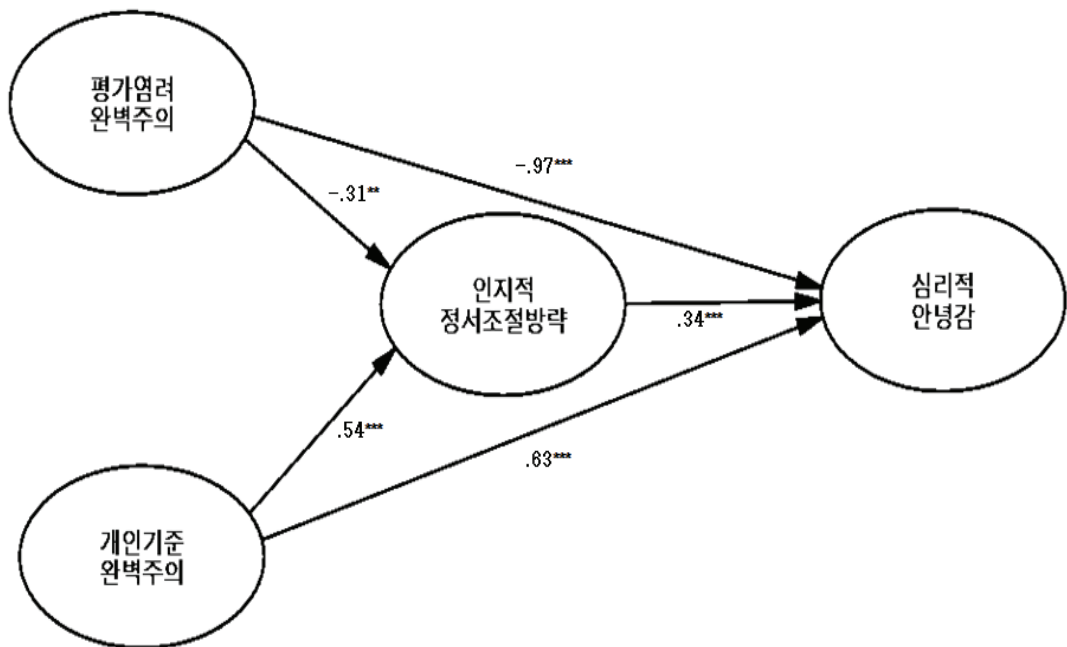 평가염려
완벽주의
-.97***
-.31**
인지적
정서조절방략
심리적
안녕감
.34***
.54***
.63***
개인기준
완벽주의